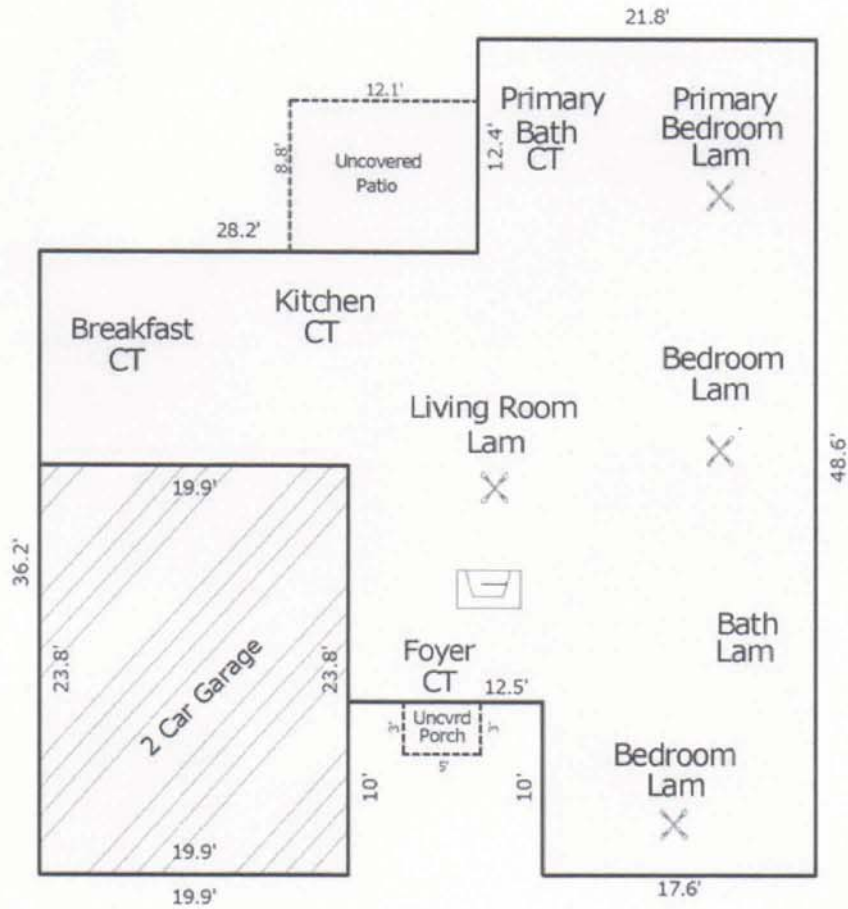 21.8'
12.1'
8.8'
Uncovered
Patio
12.4'
Primary
Bath
CT
Primary
Bedroom
Lam
28.2'
Breakfast
CT
Kitchen
CT
Living Room
Lam
Bedroom
Lam
48.6'
19.9'
36.2'
23.8'
2 Car Garage
23.8'
Foyer
CT
12.5'
Bath
Lam
3'
Uncvrd
Porch
3'
5'
10'
10'
Bedroom
Lam
19.9'
19.9'
17.6'